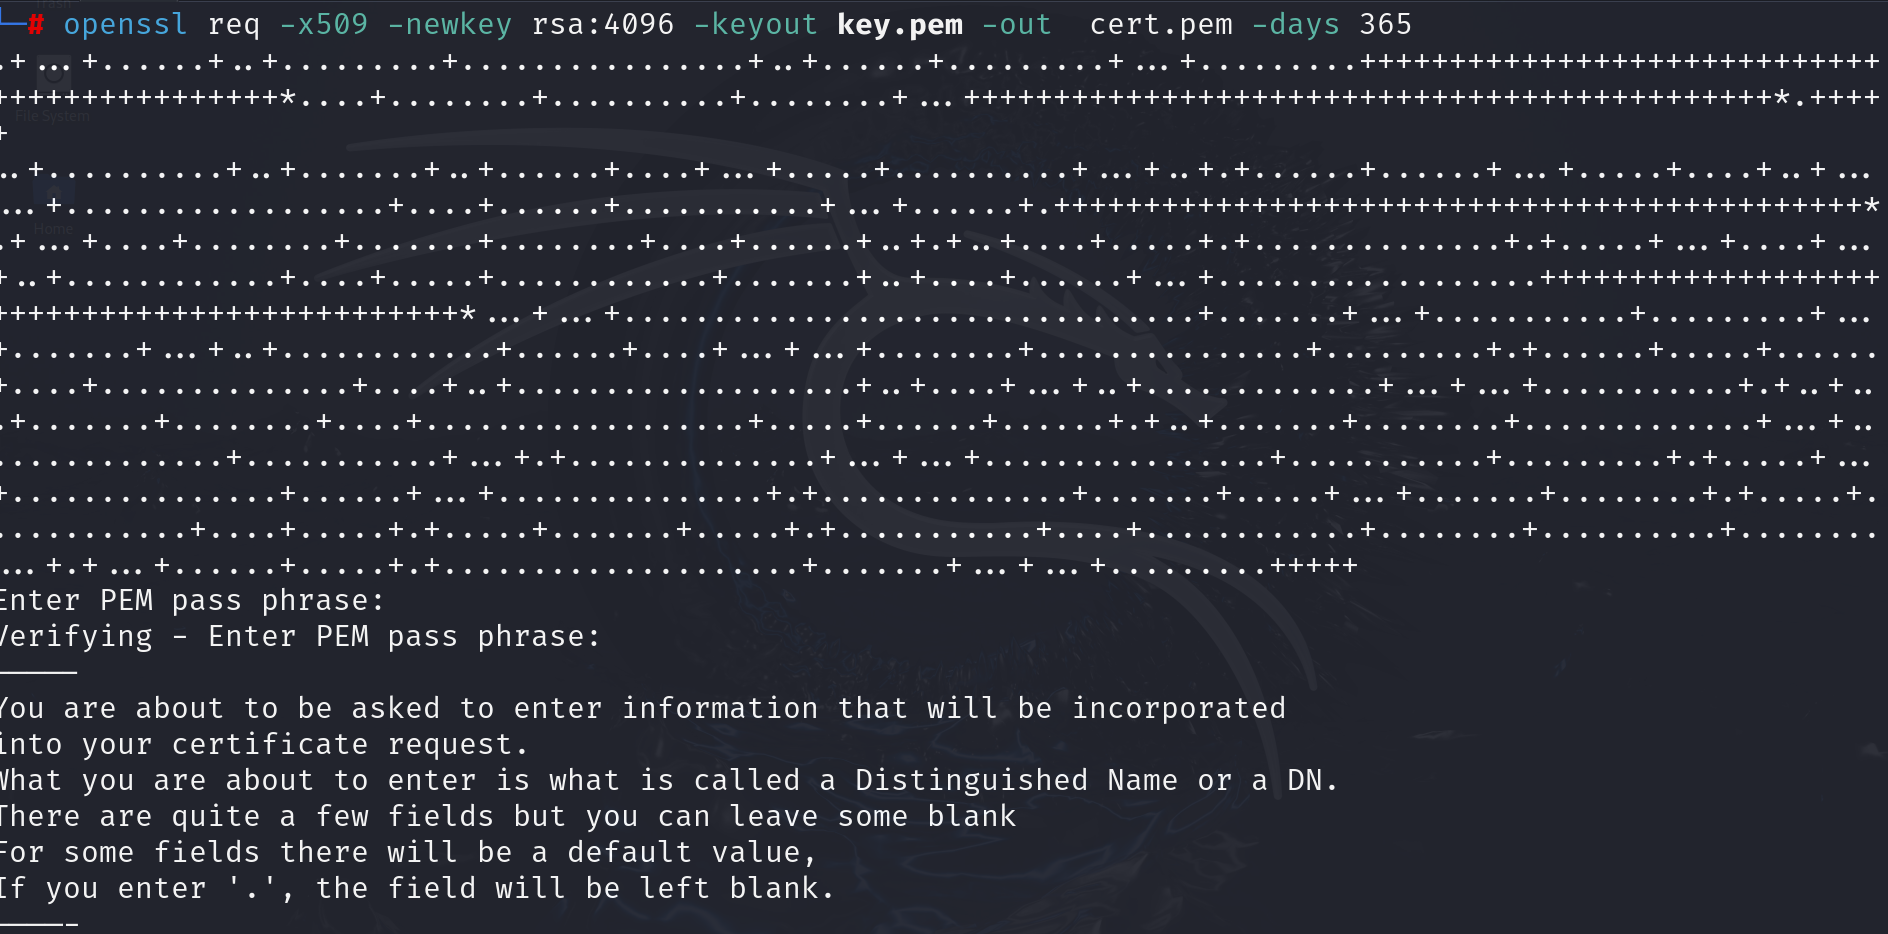 └─# openssl req -x509 -newkey rsa:4096 -keyout key.pem -out  cert.pem -days 365
.+...+......+..+.........+................+..+......+.........+...+.........+++++++++++++++++++++++++++++
++++++++++++++++*....+........+..........+........+...+++++++++++++++++++++++++++++++++++++++++++++*.++++
+
..+..........+..+.......+..+......+....+...+.....+..........+...+..+.+.+......+......+...+.....+....+..+...
...+..................+....+......+...........+...+......+.+++++++++++++++++++++++++++++++++++++++++++++*
.+...+....+........+.......+........+....+......+..+.+..+....+.....+.+..............+.+.....+...+....+...
+..+............+....+.....+............+.......+..+....+......+...+..................+++++++++++++++++++
++++++++++++++++++++++++++*...+...+................................+.......+...+...........+.........+...
+.......+...+..+............+......+....+...+...+........+...............+.........+.+......+.....+......
+....+..............+....+..+...................+..+....+...+..+.............+...+...+...........+.+..+..
.+.......+........+....+..................+.....+......+......+.+..+.......+........+.............+...+..
.............+...........+...+.+..............+...+...+................+...........+.........+.+.....+...
+...............+......+...+...............+.+..............+.......+.....+...+.......+........+.+.....+.
...........+....+.....+.+.....+.......+.....+.+...........+....+............+........+..........+........
...+.+...+......+.....+.+....................+.......+...+...+.........+++++
Enter PEM pass phrase:
Verifying - Enter PEM pass phrase:
-----
You are about to be asked to enter information that will be incorporated
into your certificate request.
What you are about to enter is what is called a Distinguished Name or a DN.
There are quite a few fields but you can leave some blank
For some fields there will be a default value,
If you enter '.', the field will be left blank.
-----
File System
Home